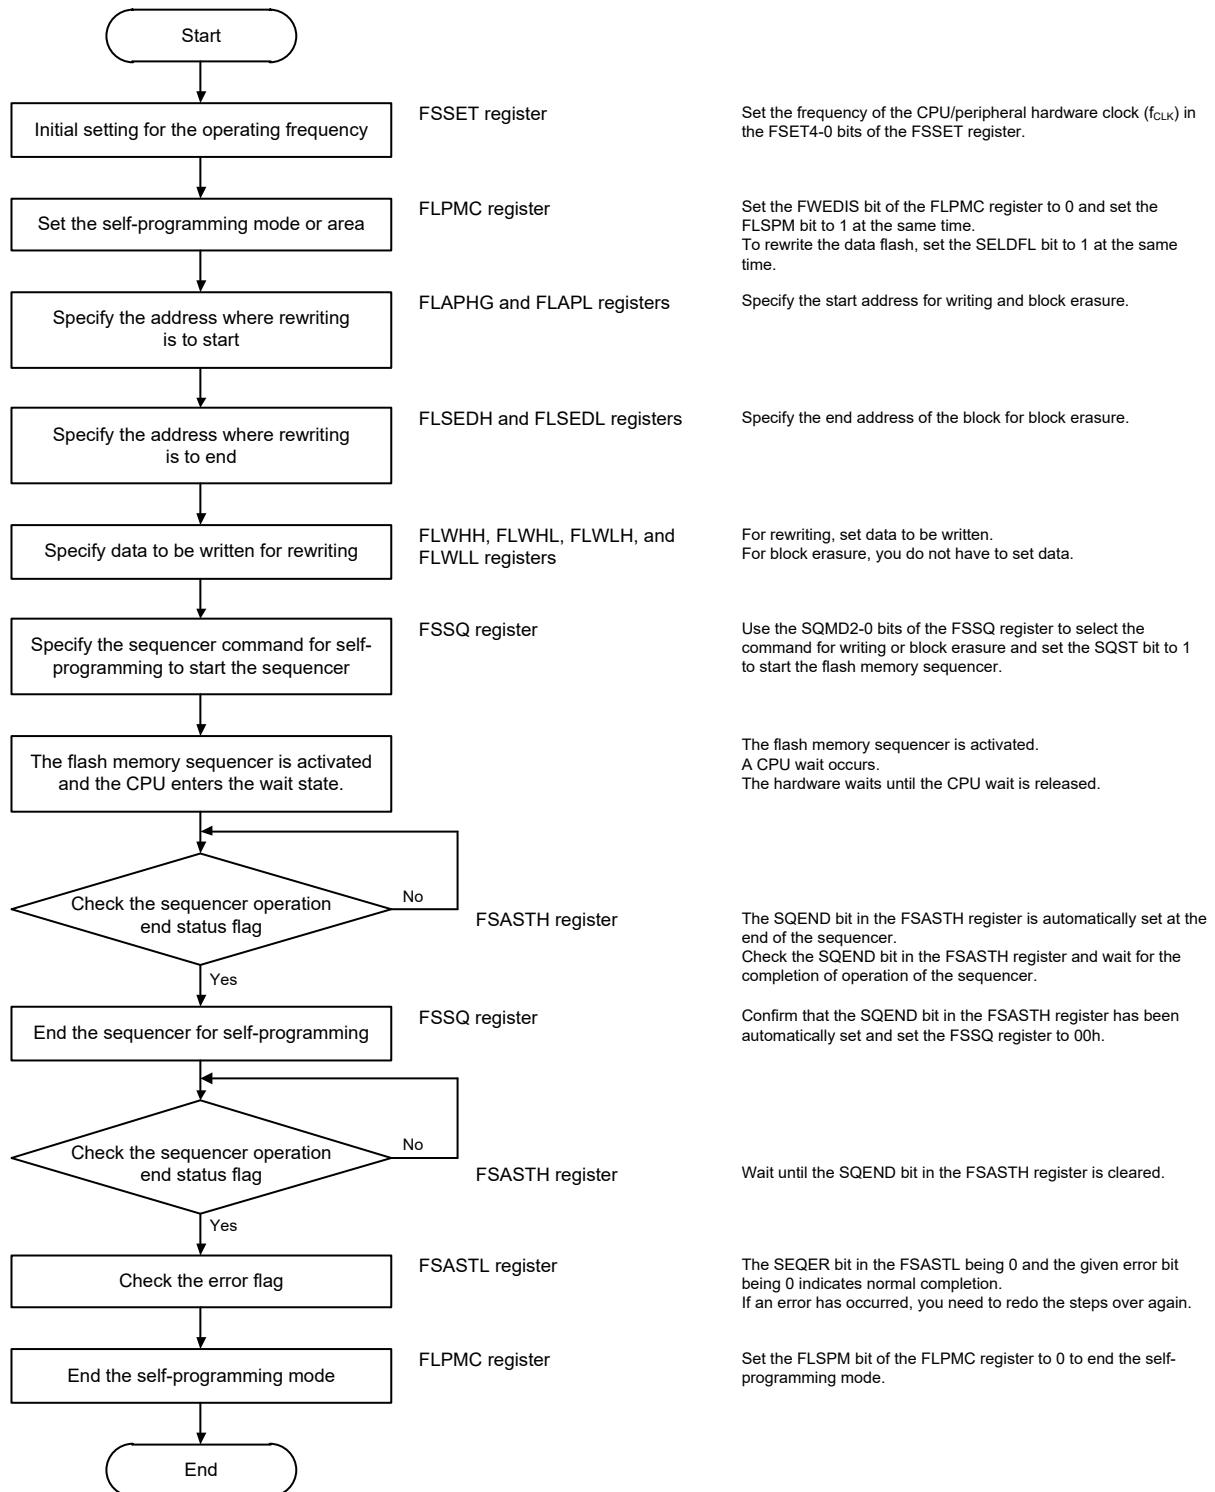 Start
Initial setting for the operating frequency
FSSET register
Set the frequency of the CPU/peripheral hardware clock (fCLK) in
the FSET4-0 bits of the FSSET register.
Set the self-programming mode or area
FLPMC register
Set the FWEDIS bit of the FLPMC register to 0 and set the
FLSPM bit to 1 at the same time.
To rewrite the data flash, set the SELDFL bit to 1 at the same
time.
Specify the address where rewriting
is to start
FLAPHG and FLAPL registers
Specify the start address for writing and block erasure.
Specify the address where rewriting
is to end
FLSEDH and FLSEDL registers
Specify the end address of the block for block erasure.
Specify data to be written for rewriting
FLWHH, FLWHL, FLWLH, and
FLWLL registers
For rewriting, set data to be written.
For block erasure, you do not have to set data.
Specify the sequencer command for self-
programming to start the sequencer
FSSQ register
Use the SQMD2-0 bits of the FSSQ register to select the
command for writing or block erasure and set the SQST bit to 1
to start the flash memory sequencer.
The flash memory sequencer is activated
and the CPU enters the wait state.
The flash memory sequencer is activated.
A CPU wait occurs.
The hardware waits until the CPU wait is released.
Check the sequencer operation
end status flag
No
Yes
FSASTH register
The SQEND bit in the FSASTH register is automatically set at the
end of the sequencer.
Check the SQEND bit in the FSASTH register and wait for the
completion of operation of the sequencer.
End the sequencer for self-programming
FSSQ register
Confirm that the SQEND bit in the FSASTH register has been
automatically set and set the FSSQ register to 00h.
Check the sequencer operation
end status flag
No
Yes
FSASTH register
Wait until the SQEND bit in the FSASTH register is cleared.
Check the error flag
FSASTL register
The SEQER bit in the FSASTL being 0 and the given error bit
being 0 indicates normal completion.
If an error has occurred, you need to redo the steps over again.
End the self-programming mode
FLPMC register
Set the FLSPM bit of the FLPMC register to 0 to end the self-
programming mode.
End